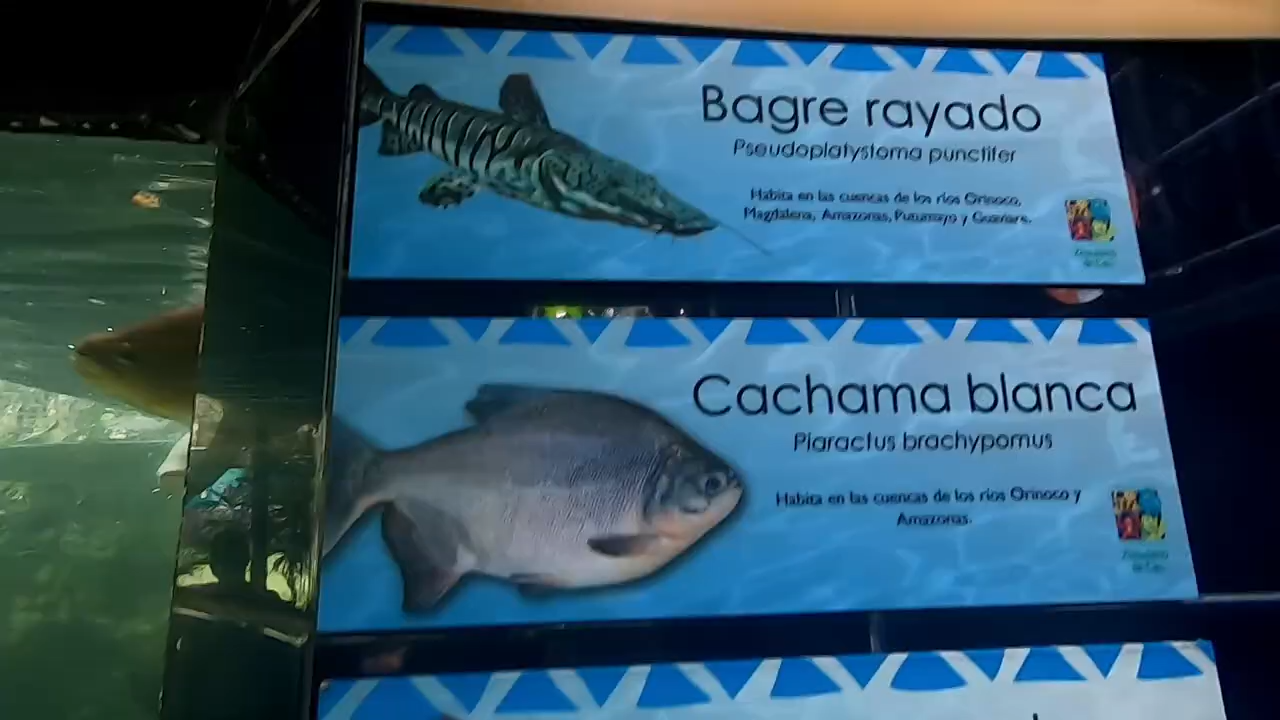 Bagre rayado
Pseudoplatystoma punctifer
Habita en las cuencas de los ríos Orinoco,
Magdalena, Amazonas, Putumayo y Guaviare.
Cachama blanca
Piaractus brachypomus
Habita en las cuencas de los ríos Orinoco y
Amazonas.